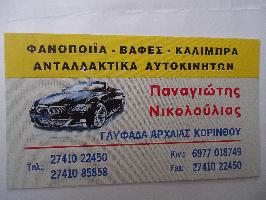 ΦΑΝΟΠΟΙΪΑ - ΒΑΦΕΣ - ΚΑΛΙΜΠΡΑ
ΑΝΤΑΛΛΑΚΤΙΚΑ ΑΥΤΟΚΙΝΗΤΩΝ
Παναγιώτης
Νικολούλιας
ΓΛΥΦΑΔΑ ΑΡΧΑΙΑΣ ΚΟΡΙΝΘΟΥ
Τηλ.: 27410 22450
27410 85858
Κιν.: 6977 018749
Fax: 27410 22450